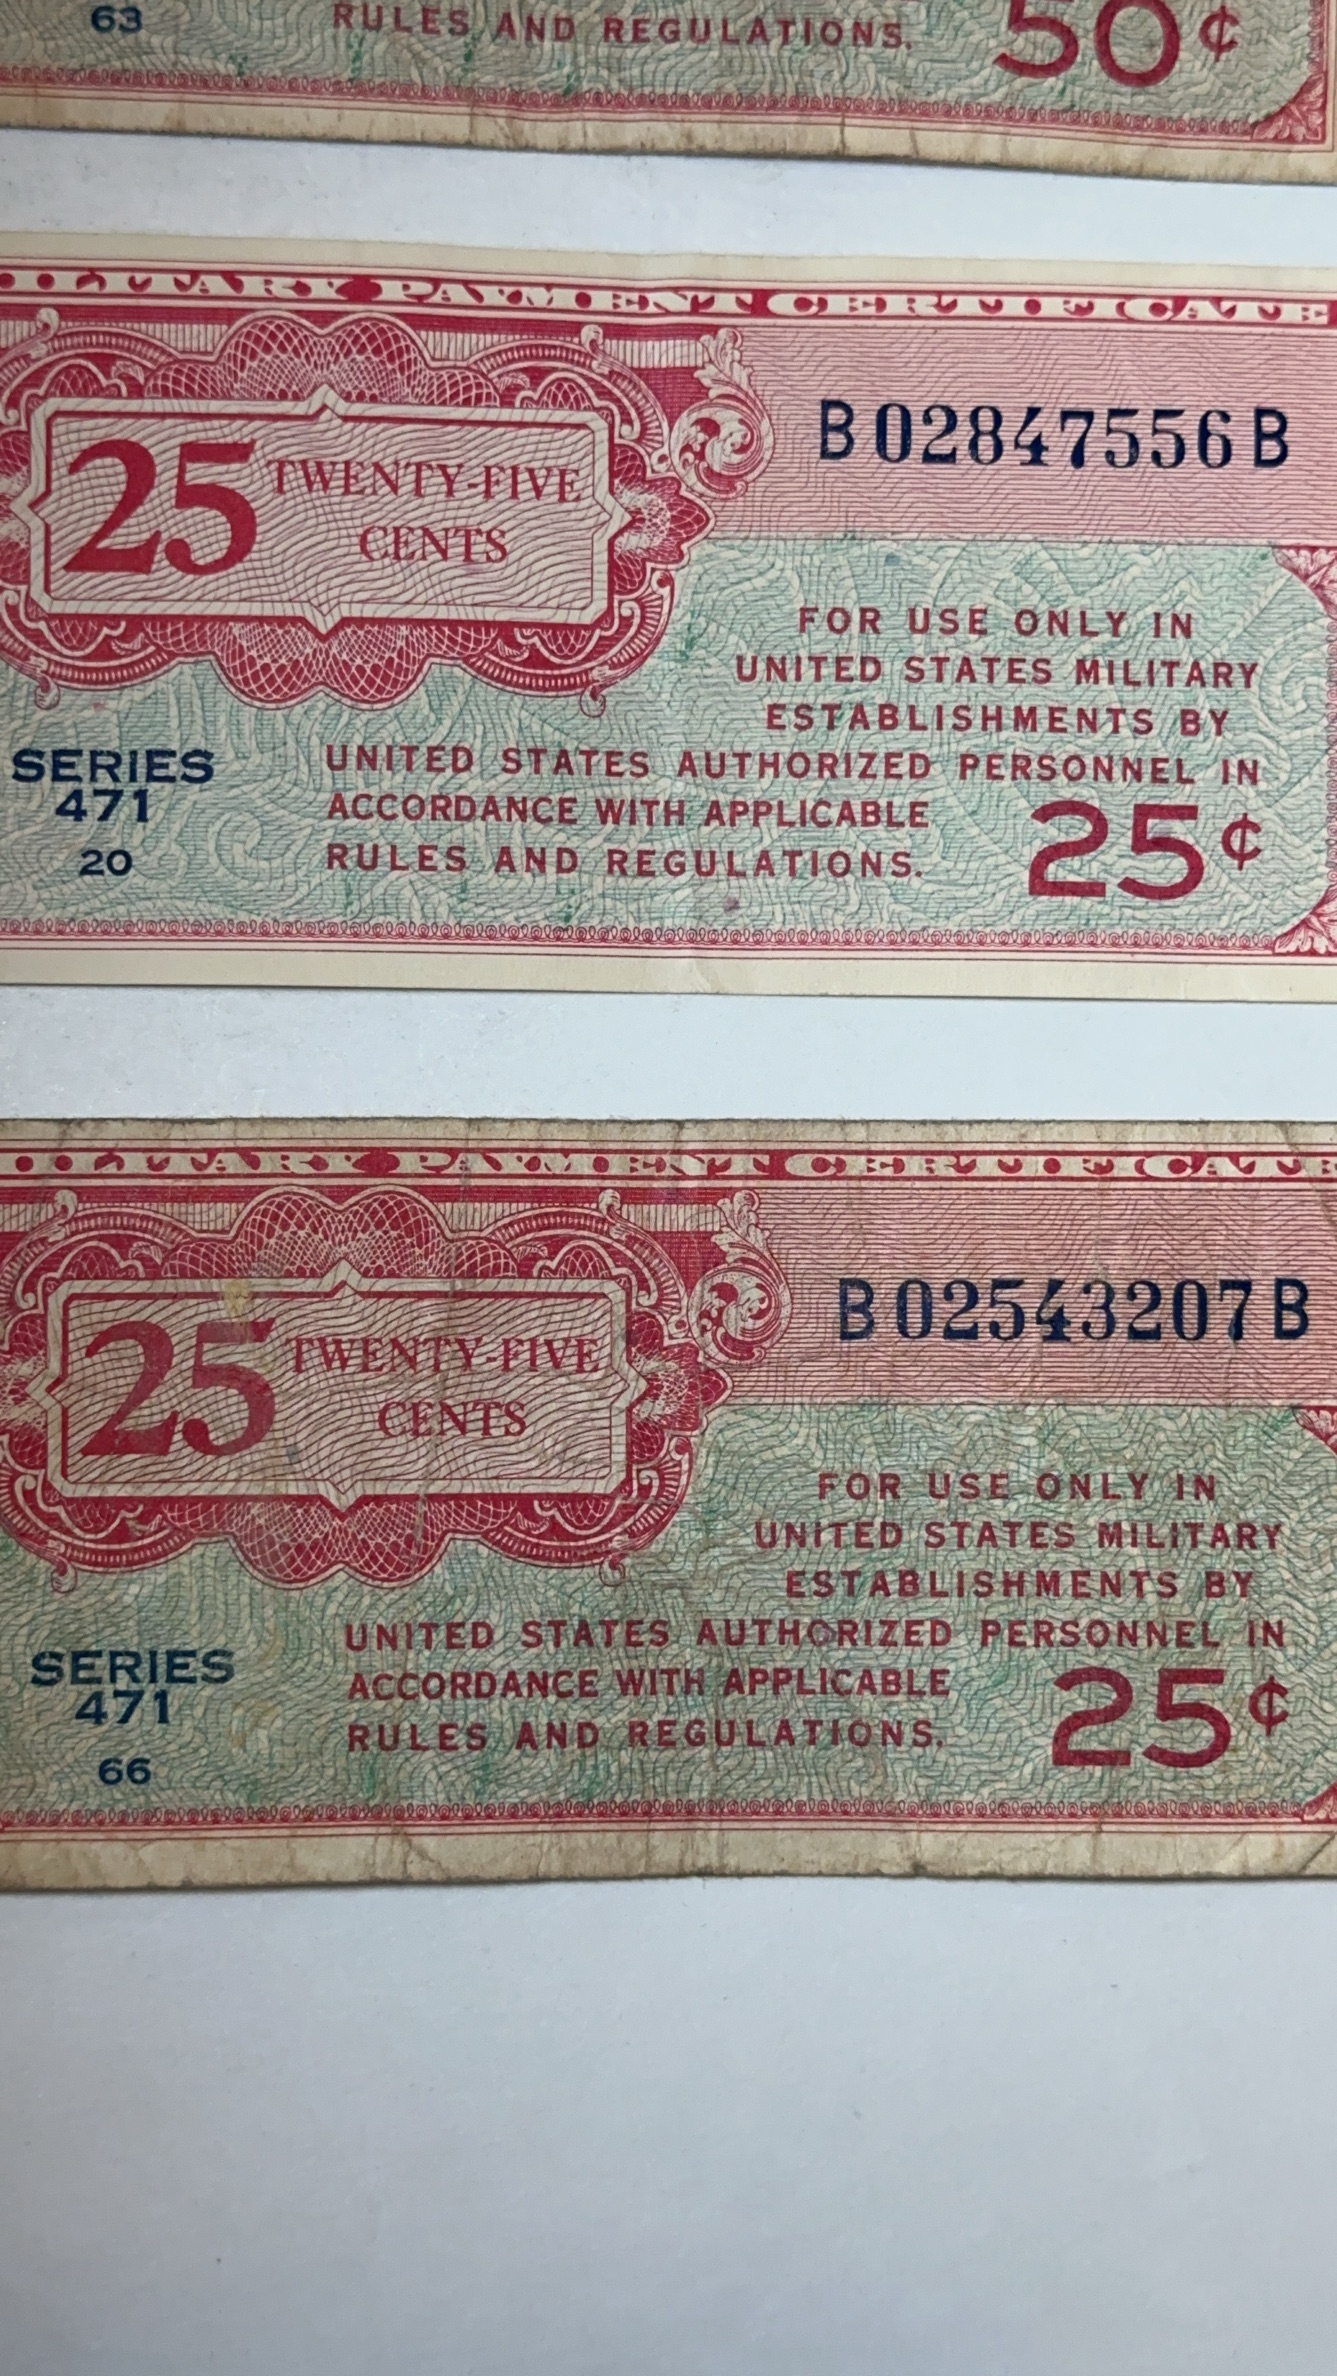 63
RULES AND REGULATIONS.
50¢
MILITARY PAYMENT CERTIFICATE
B02847556B
25 TWENTY-FIVE
CENTS
FOR USE ONLY IN
UNITED STATES MILITARY
ESTABLISHMENTS BY
UNITED STATES AUTHORIZED PERSONNEL IN
ACCORDANCE WITH APPLICABLE
RULES AND REGULATIONS.
25¢
SERIES
471
20
MILITARY PAYMENT CERTIFICATE
B02543207B
25 TWENTY-FIVE
CENTS
FOR USE ONLY IN
UNITED STATES MILITARY
ESTABLISHMENTS BY
UNITED STATES AUTHORIZED PERSONNEL IN
ACCORDANCE WITH APPLICABLE
RULES AND REGULATIONS.
25¢
SERIES
471
66